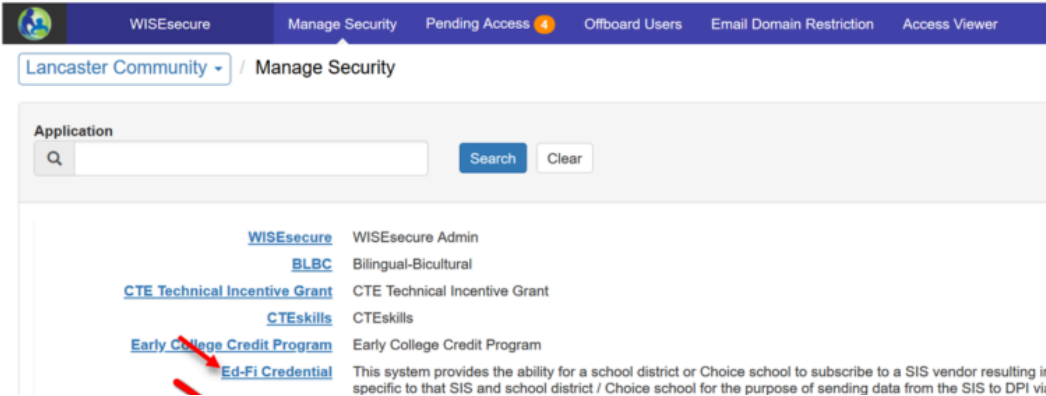 WISEsecure Manage Security Pending Access 4 Offboard Users Email Domain Restriction Access Viewer
Lancaster Community / Manage Security
Application
Search Clear
WISEsecure WISEsecure Admin
BLBC Bilingual-Bicultural
CTE Technical Incentive Grant CTE Technical Incentive Grant
CTEskills CTEskills
Early College Credit Program Early College Credit Program
Ed-Fi Credential This system provides the ability for a school district or Choice school to subscribe to a SIS vendor resulting
specific to that SIS and school district / Choice school for the purpose of sending data from the SIS to DPI